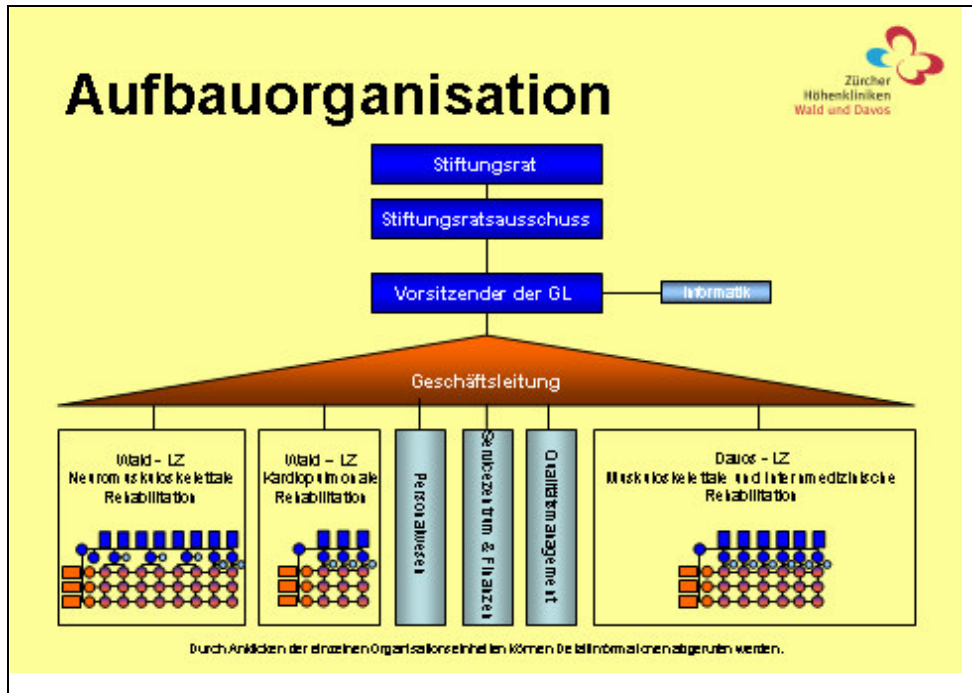 Aufbauorganisation
Zürcher
Höhenkliniken
Wald und Davos
Stiftungsrat
Stiftungsratsausschuss
Vorsitzender der GL
Informatik
Geschäftsleitung
Wald - LZ
Neuromuskuloskelettale
Rehabilitation
Wald - LZ
Kardiopulmonale
Rehabilitation
Personalwesen
Servicezentrum & Finanzen
Qualitätsmanagement
Davos - LZ
Muskuloskelettale und Internmedizinische
Rehabilitation
Durch Anklicken der einzelnen Organisationseinheiten können Detailinformationen abgerufen werden.